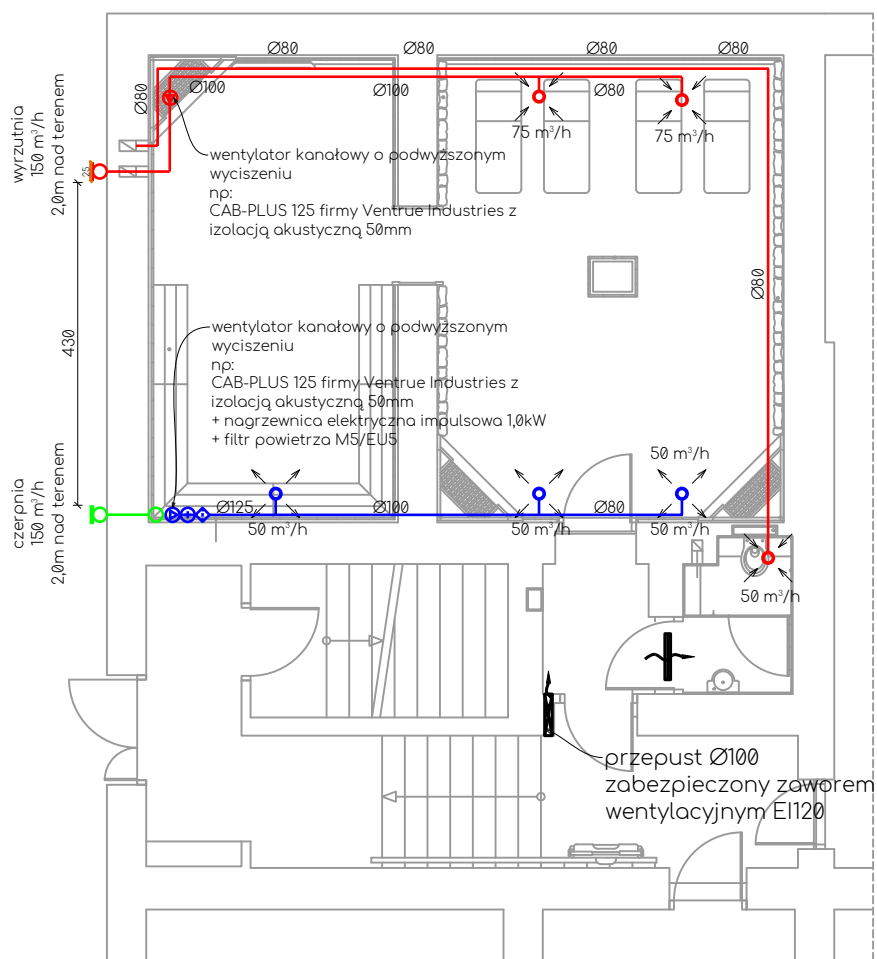 Ø80
Ø80
Ø80
Ø80
Ø80
Ø100
Ø100
Ø80
75 m³/h
75 m³/h
wyrzutnia
150 m³/h
2,0m nad terenem
25
wentylator kanałowy o podwyższonym
wyciszeniu
np:
CAB-PLUS 125 firmy Ventrue Industries z
izolacją akustyczną 50mm
Ø80
430
wentylator kanałowy o podwyższonym
wyciszeniu
np:
CAB-PLUS 125 firmy Ventrue Industries z
izolacją akustyczną 50mm
+ nagrzewnica elektryczna impulsowa 1,0kW
+ filtr powietrza M5/EU5
czerpnia
150 m³/h
2,0m nad terenem
50 m³/h
Ø125
Ø100
Ø80
50 m³/h
50 m³/h
50 m³/h
50 m³/h
przepust Ø100
zabezpieczony zaworem
wentylacyjnym EI120